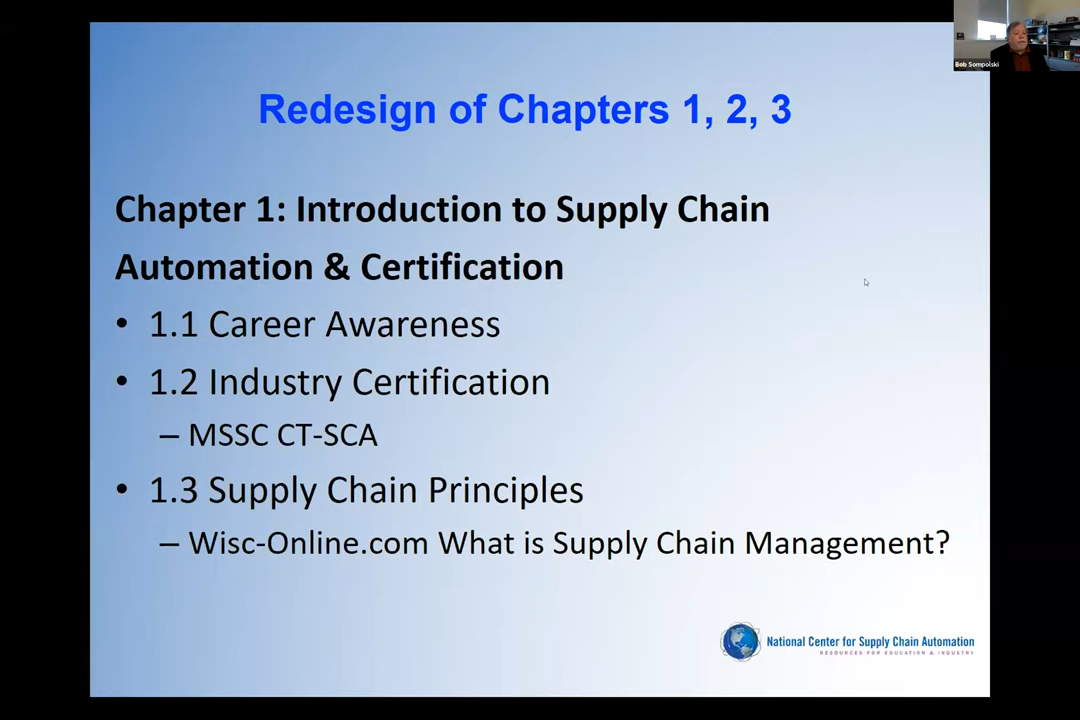 Bob Sompolski
Redesign of Chapters 1, 2, 3
Chapter 1: Introduction to Supply Chain
Automation & Certification
• 1.1 Career Awareness
• 1.2 Industry Certification
– MSSC CT-SCA
• 1.3 Supply Chain Principles
– Wisc-Online.com What is Supply Chain Management?
National Center for Supply Chain Automation
RESOURCES FOR EDUCATION & INDUSTRY